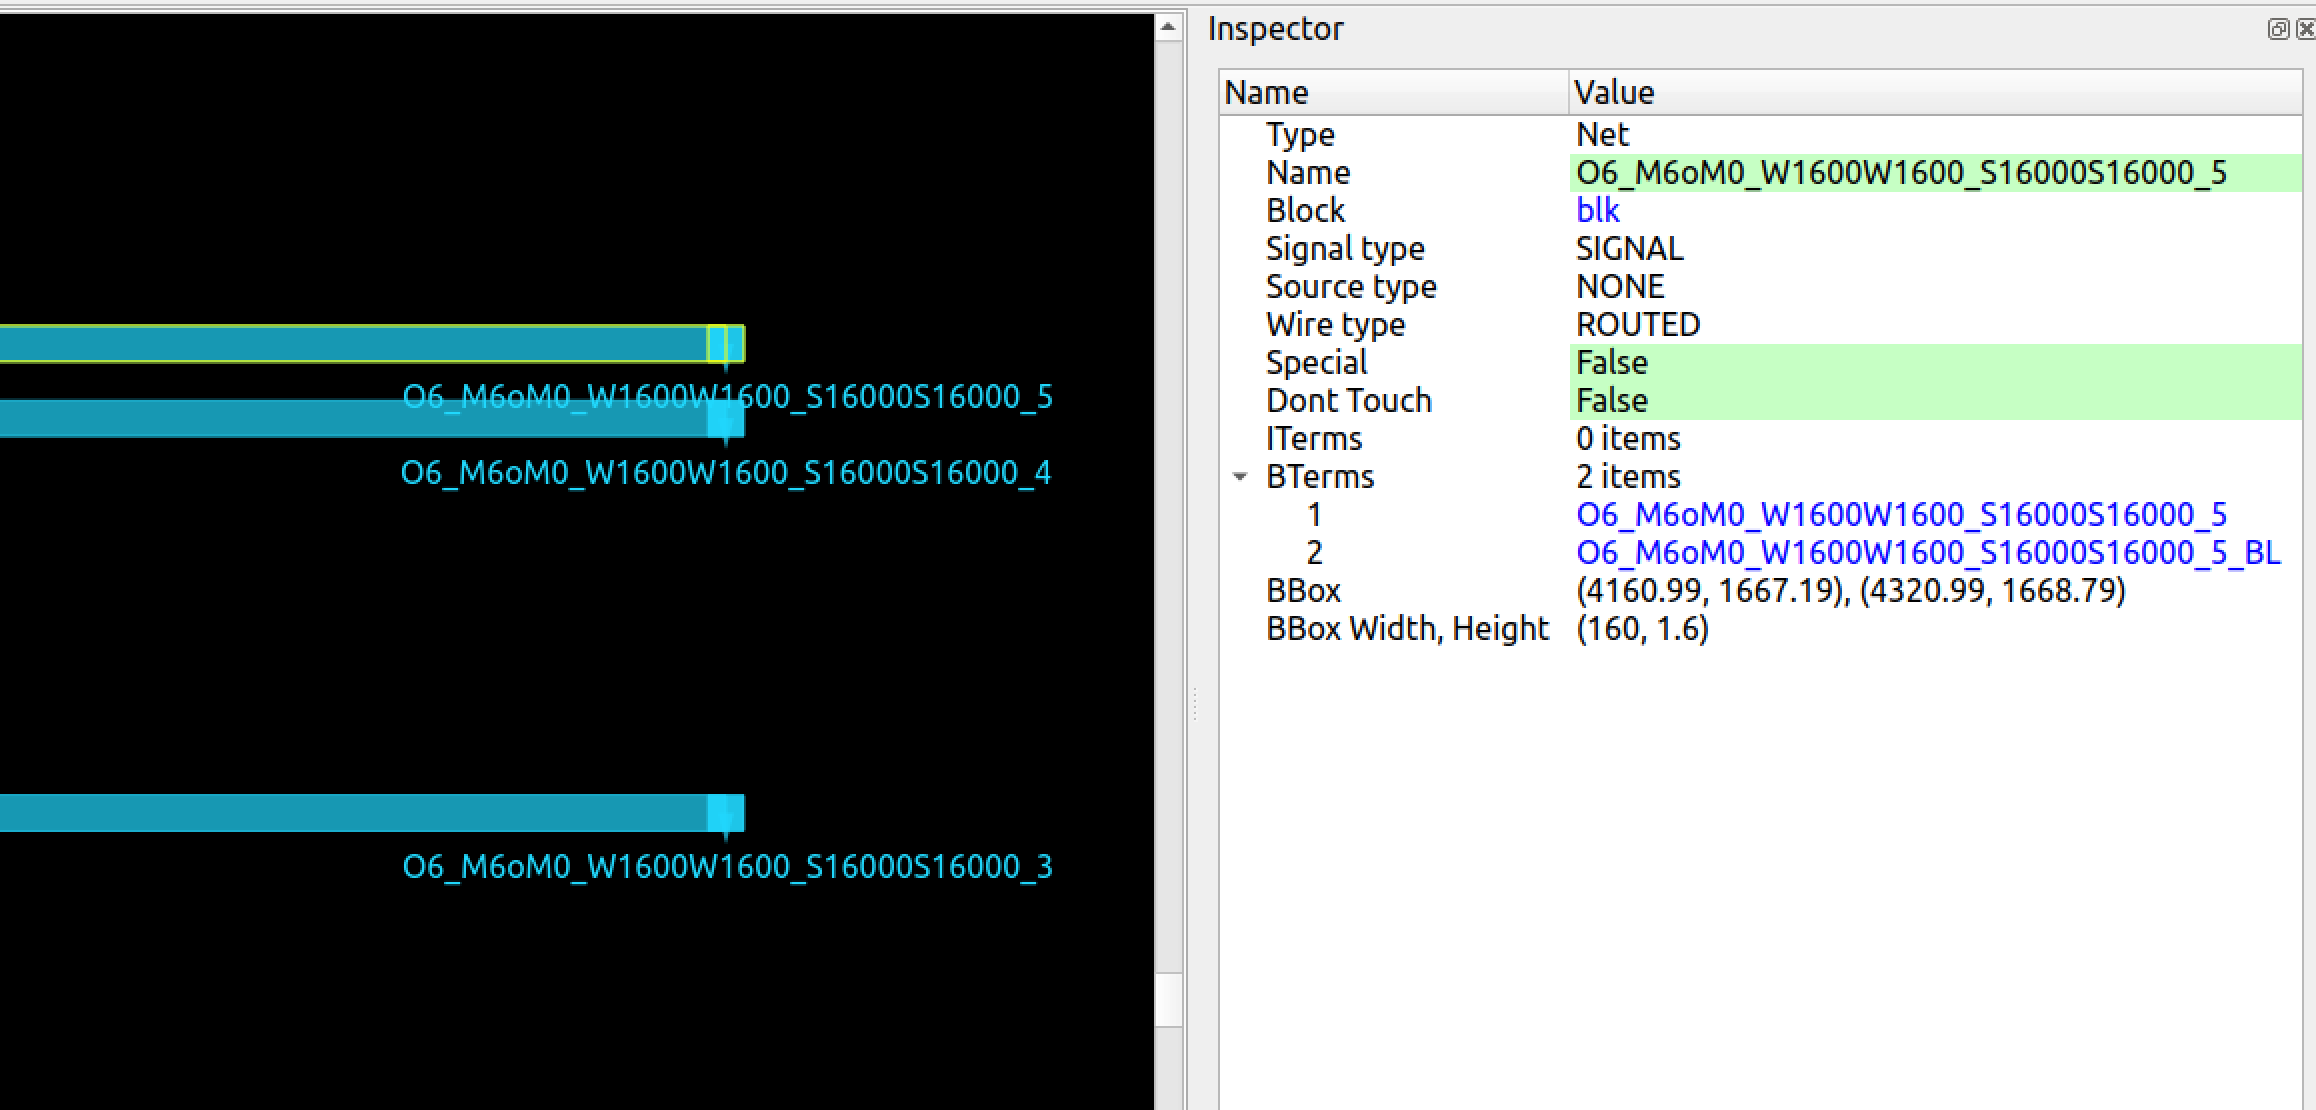 Inspector
Name Value
Type Net
Name O6_M6oM0_W1600W1600_S16000S16000_5
Block blk
Signal type SIGNAL
Source type NONE
Wire type ROUTED
Special False
Dont Touch False
ITerms 0 items
BTerms 2 items
1 O6_M6oM0_W1600W1600_S16000S16000_5
2 O6_M6oM0_W1600W1600_S16000S16000_5_BL
BBox (4160.99, 1667.19), (4320.99, 1668.79)
BBox Width, Height (160, 1.6)
O6_M6oM0_W1600W1600_S16000S16000_5
O6_M6oM0_W1600W1600_S16000S16000_4
O6_M6oM0_W1600W1600_S16000S16000_3